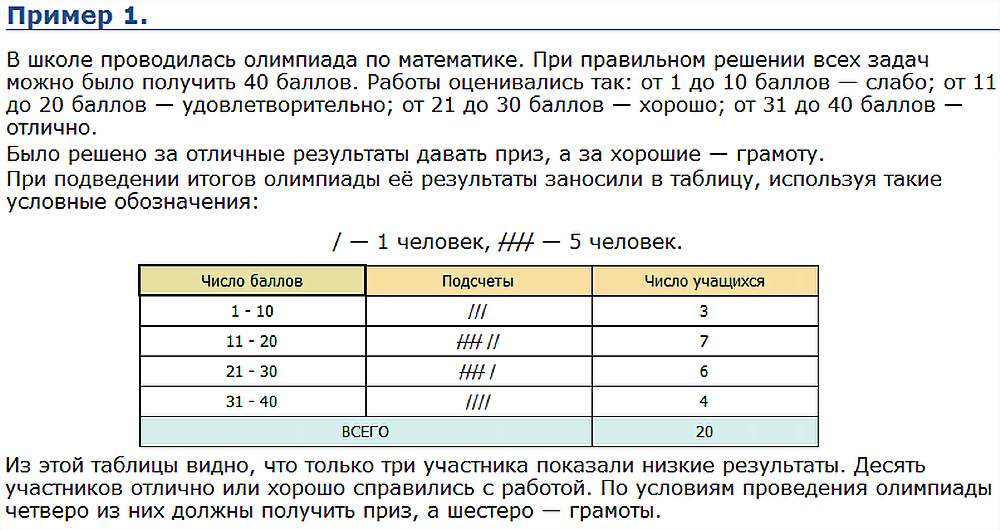 Пример 1.
В школе проводилась олимпиада по математике. При правильном решении всех задач
можно было получить 40 баллов. Работы оценивались так: от 1 до 10 баллов — слабо; от 11
до 20 баллов — удовлетворительно; от 21 до 30 баллов — хорошо; от 31 до 40 баллов —
отлично.
Было решено за отличные результаты давать приз, а за хорошие — грамоту.
При подведении итогов олимпиады её результаты заносили в таблицу, используя такие
условные обозначения:
/ — 1 человек, //// — 5 человек.
Число баллов Подсчеты Число учащихся
1 - 10 /// 3
11 - 20 //// // 7
21 - 30 //// / 6
31 - 40 //// 4
ВСЕГО 20
Из этой таблицы видно, что только три участника показали низкие результаты. Десять
участников отлично или хорошо справились с работой. По условиям проведения олимпиады
четверо из них должны получить приз, а шестеро — грамоты.